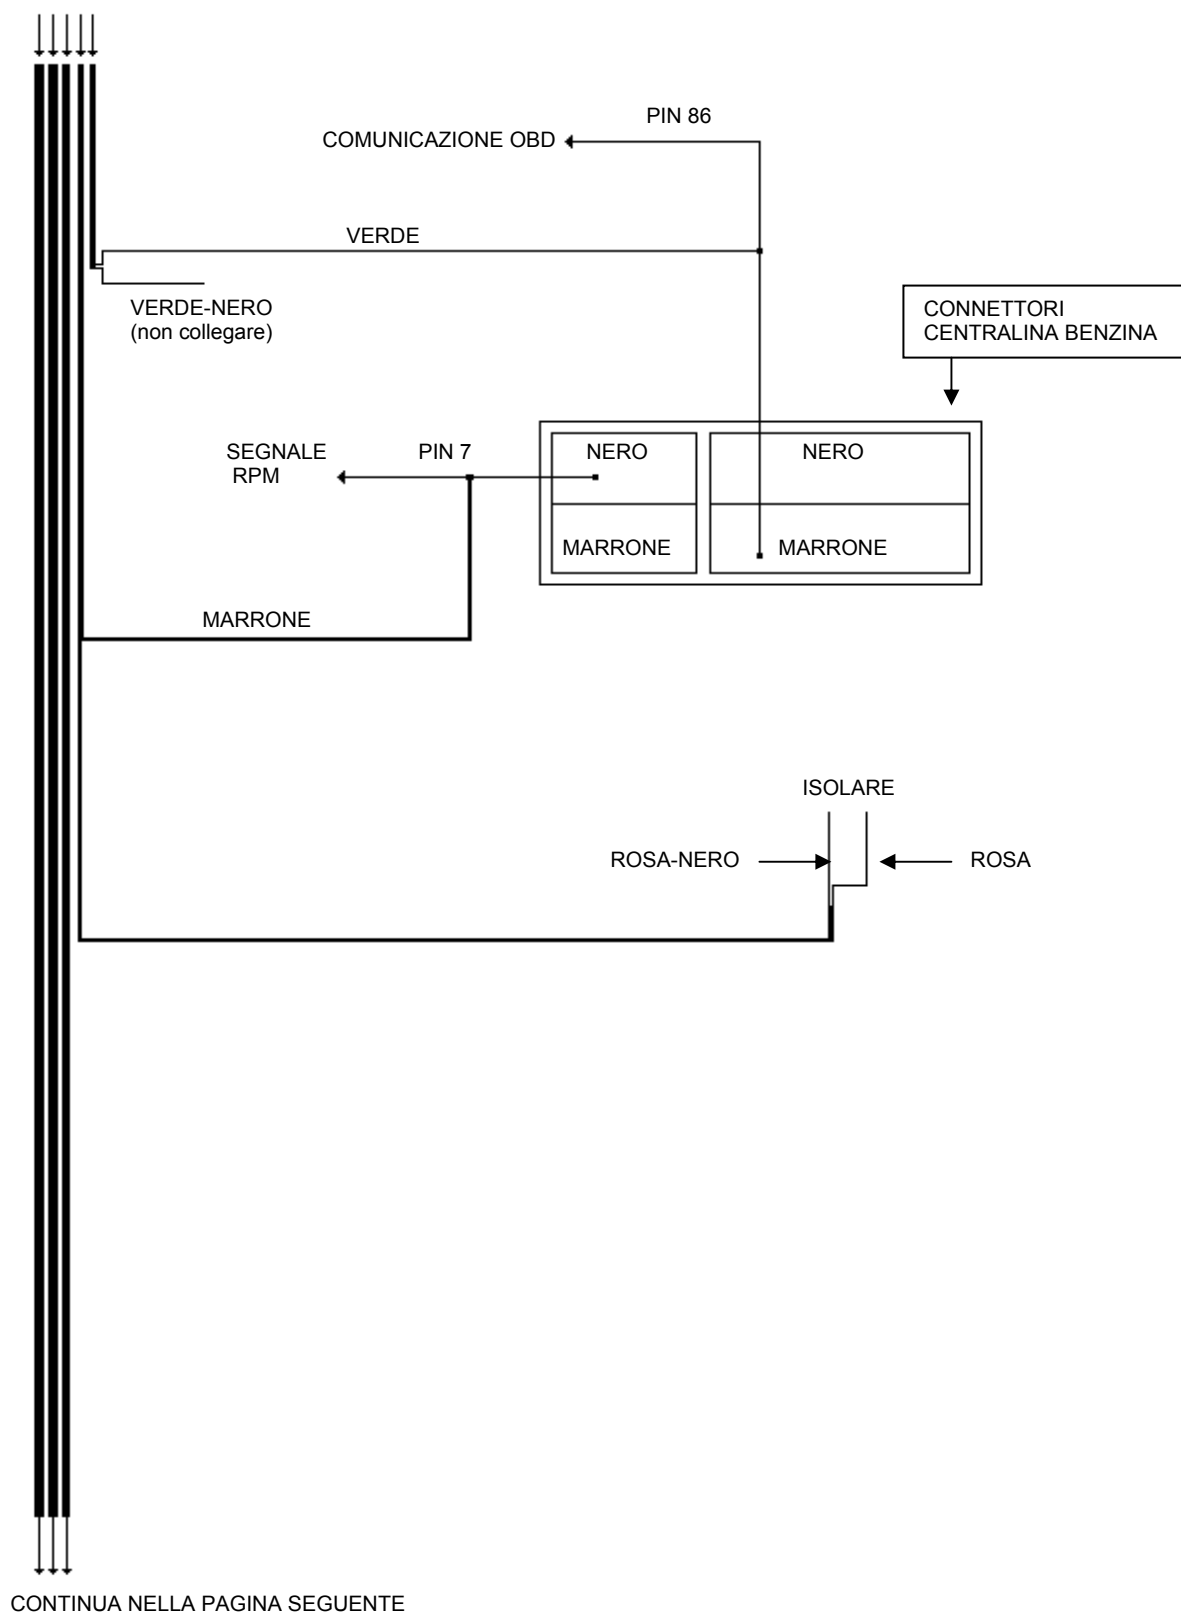 PIN 86
COMUNICAZIONE OBD
VERDE
VERDE-NERO
(non collegare)
CONNETTORI
CENTRALINA BENZINA
SEGNALE
RPM
PIN 7
NERO
NERO
MARRONE
MARRONE
MARRONE
ISOLARE
ROSA-NERO
ROSA
CONTINUA NELLA PAGINA SEGUENTE